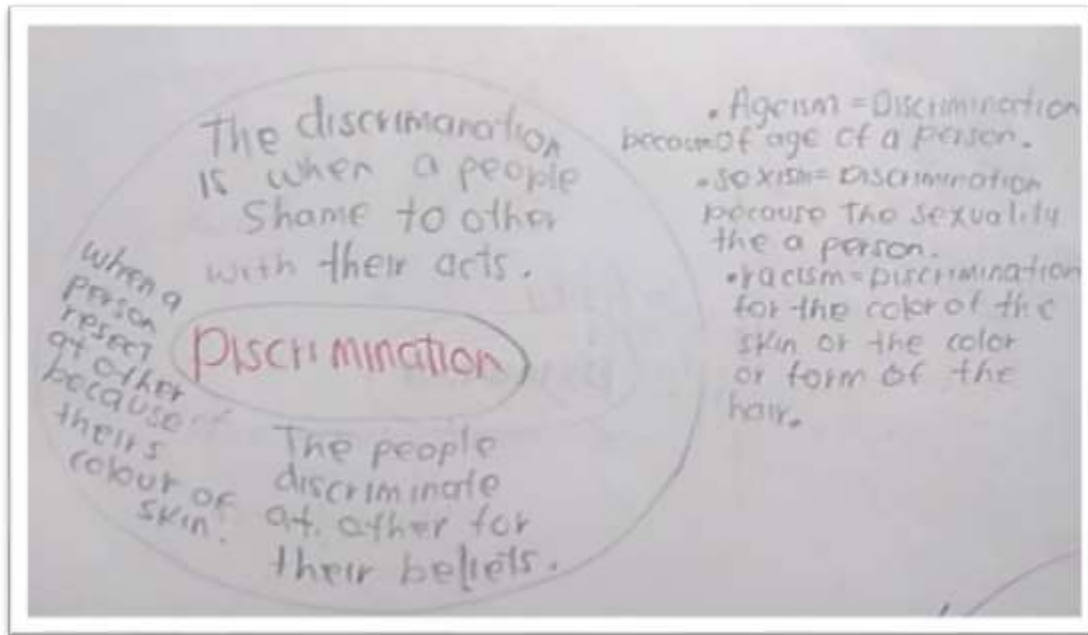 The discrimanation
is when a people
shame to other
with their acts.
when a
person
resect
at other
because of
theirs
colour of
skin.
Discrimination
The people
discriminate
at other for
their beliefs.
• Ageism = Discrimination
becouse of age of a person.
• sexism = Discrimination
becouse The sexuality
the a person.
• racism = Discrimination
for the color of the
skin or the color
or form of the
hair.